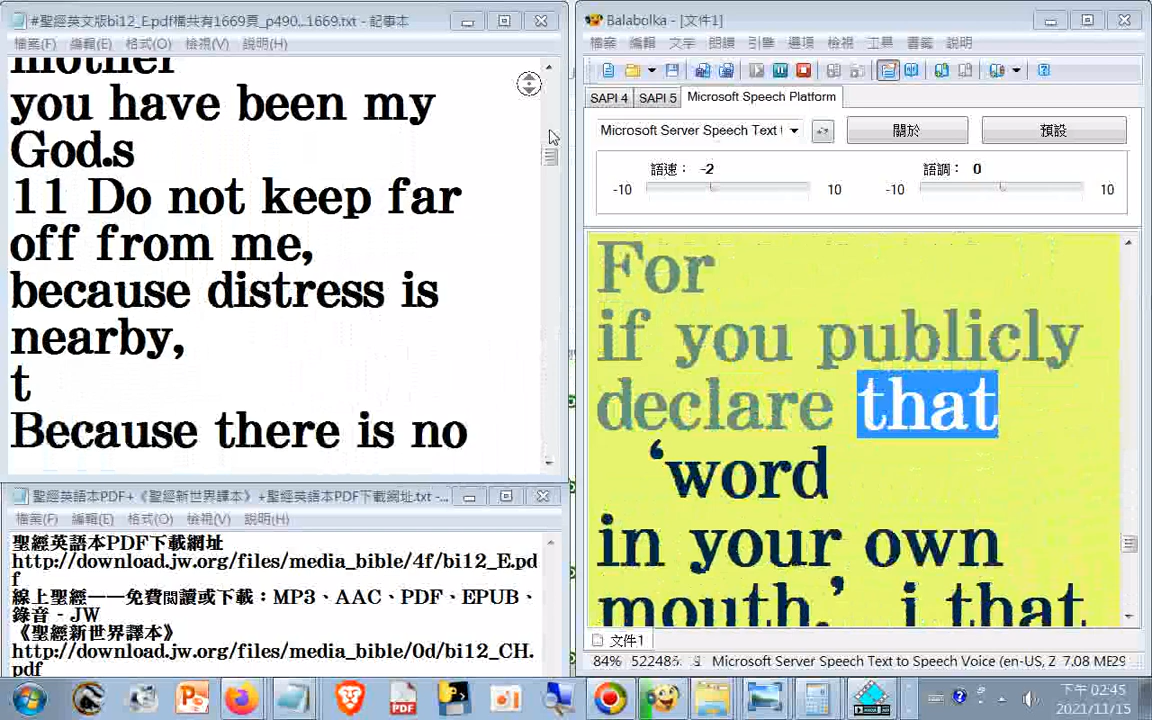 #聖經英文版bi12_E.pdf檔共有1669頁_p490,..1669.txt - 記事本
檔案(F) 編輯(E) 格式(O) 檢視(V) 說明(H)
mother
you have been my
God.s
11 Do not keep far
off from me,
because distress is
nearby,
t
Because there is no
聖經英語本PDF+《聖經新世界譯本》+聖經英語本PDF下載網址.txt -...
檔案(F) 編輯(E) 格式(O) 檢視(V) 說明(H)
聖經英語本PDF下載網址
http://download.jw.org/files/media_bible/4f/bi12_E.pd
f
線上聖經——免費閱讀或下載：MP3、AAC、PDF、EPUB、
錄音 - JW
《聖經新世界譯本》
http://download.jw.org/files/media_bible/0d/bi12_CH.
pdf
Balabolka - [文件1]
檔案 編輯 文字 朗讀 引擎 選項 檢視 工具 書籤 說明
SAPI 4 SAPI 5 Microsoft Speech Platform
Microsoft Server Speech Text 關於 預設
語速： -2 語調： 0
-10 10 -10 10
For
if you publicly
declare that
‘word
in your own
mouth,’ i that
文件1
84% Microsoft Server Speech Text to Speech Voice (en-US, Z 7.08 ME
下午 02:45
2021/11/15